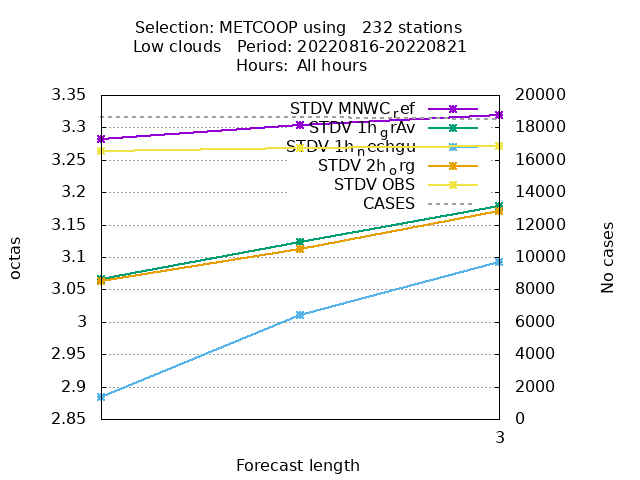 Selection: METCOOP using   232 stations
Low clouds   Period: 20220816-20220821
Hours:  All hours
3.35
3.3
3.25
3.2
3.15
3.1
3.05
3
2.95
2.9
2.85
octas
STDV MNWC_ref
STDV 1h_grAv
STDV 1h_nechgu
STDV 2h_org
STDV OBS
CASES
20000
18000
16000
14000
12000
10000
8000
6000
4000
2000
0
No cases
3
Forecast length